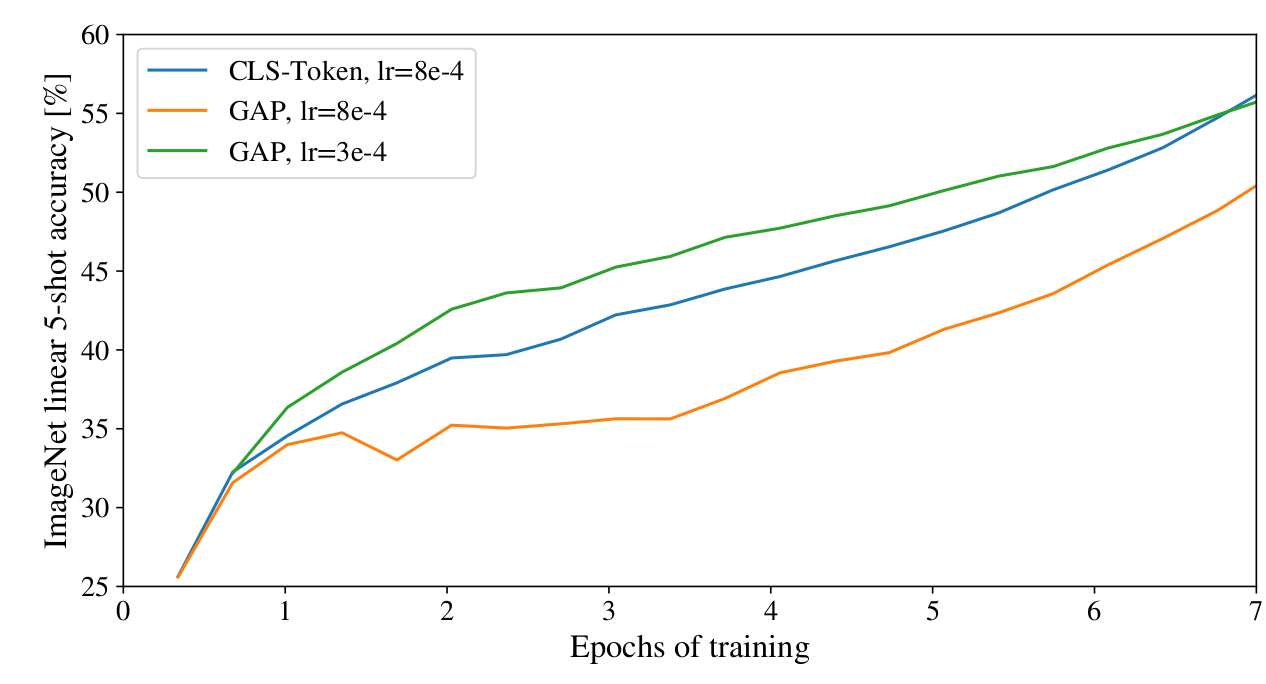 60
55
50
45
40
35
30
25
ImageNet linear 5-shot accuracy [%]
CLS-Token, lr=8e-4
GAP, lr=8e-4
GAP, lr=3e-4
0 1 2 3 4 5 6 7
Epochs of training